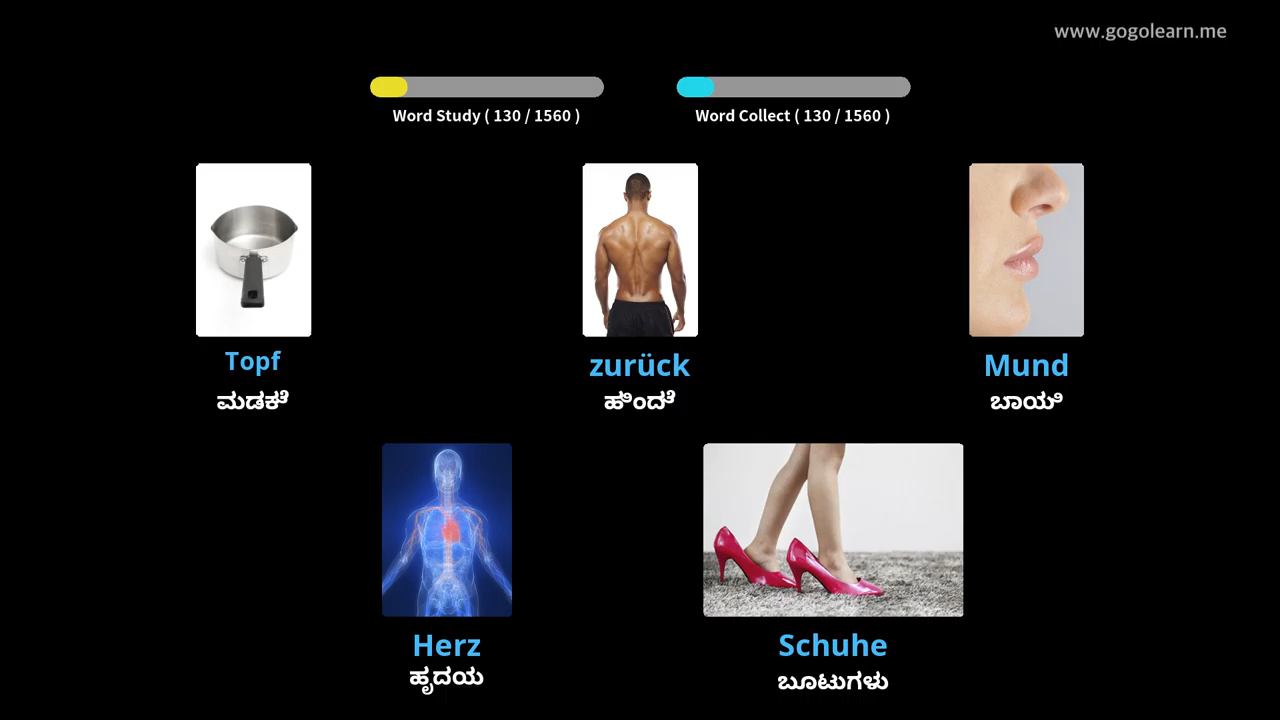 www.gogolearn.me
Word Study ( 130 / 1560 )
Word Collect ( 130 / 1560 )
Topf
zurück
Mund
ಮಡಕೆ
ಹಿಂದೆ
ಬಾಯಿ
Herz
Schuhe
ಹೃದಯ
ಬೂಟುಗಳು